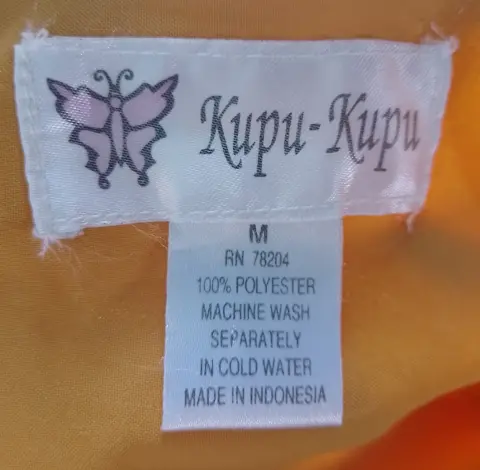 Kupu-Kupu
M
RN 78204
100% POLYESTER
MACHINE WASH
SEPARATELY
IN COLD WATER
MADE IN INDONESIA